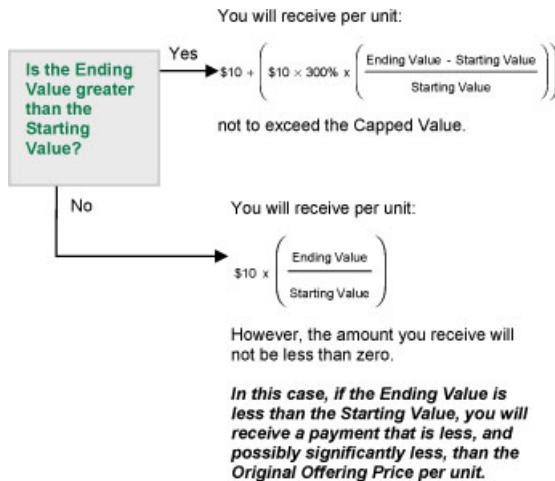 You will receive per unit:
Is the Ending
Value greater
than the
Starting
Value?
Yes
$10 + ( $10 × 300% x ( Ending Value - Starting Value
Starting Value ) )
not to exceed the Capped Value.
No
You will receive per unit:
$10 x ( Ending Value
Starting Value )
However, the amount you receive will
not be less than zero.
In this case, if the Ending Value is
less than the Starting Value, you will
receive a payment that is less, and
possibly significantly less, than the
Original Offering Price per unit.